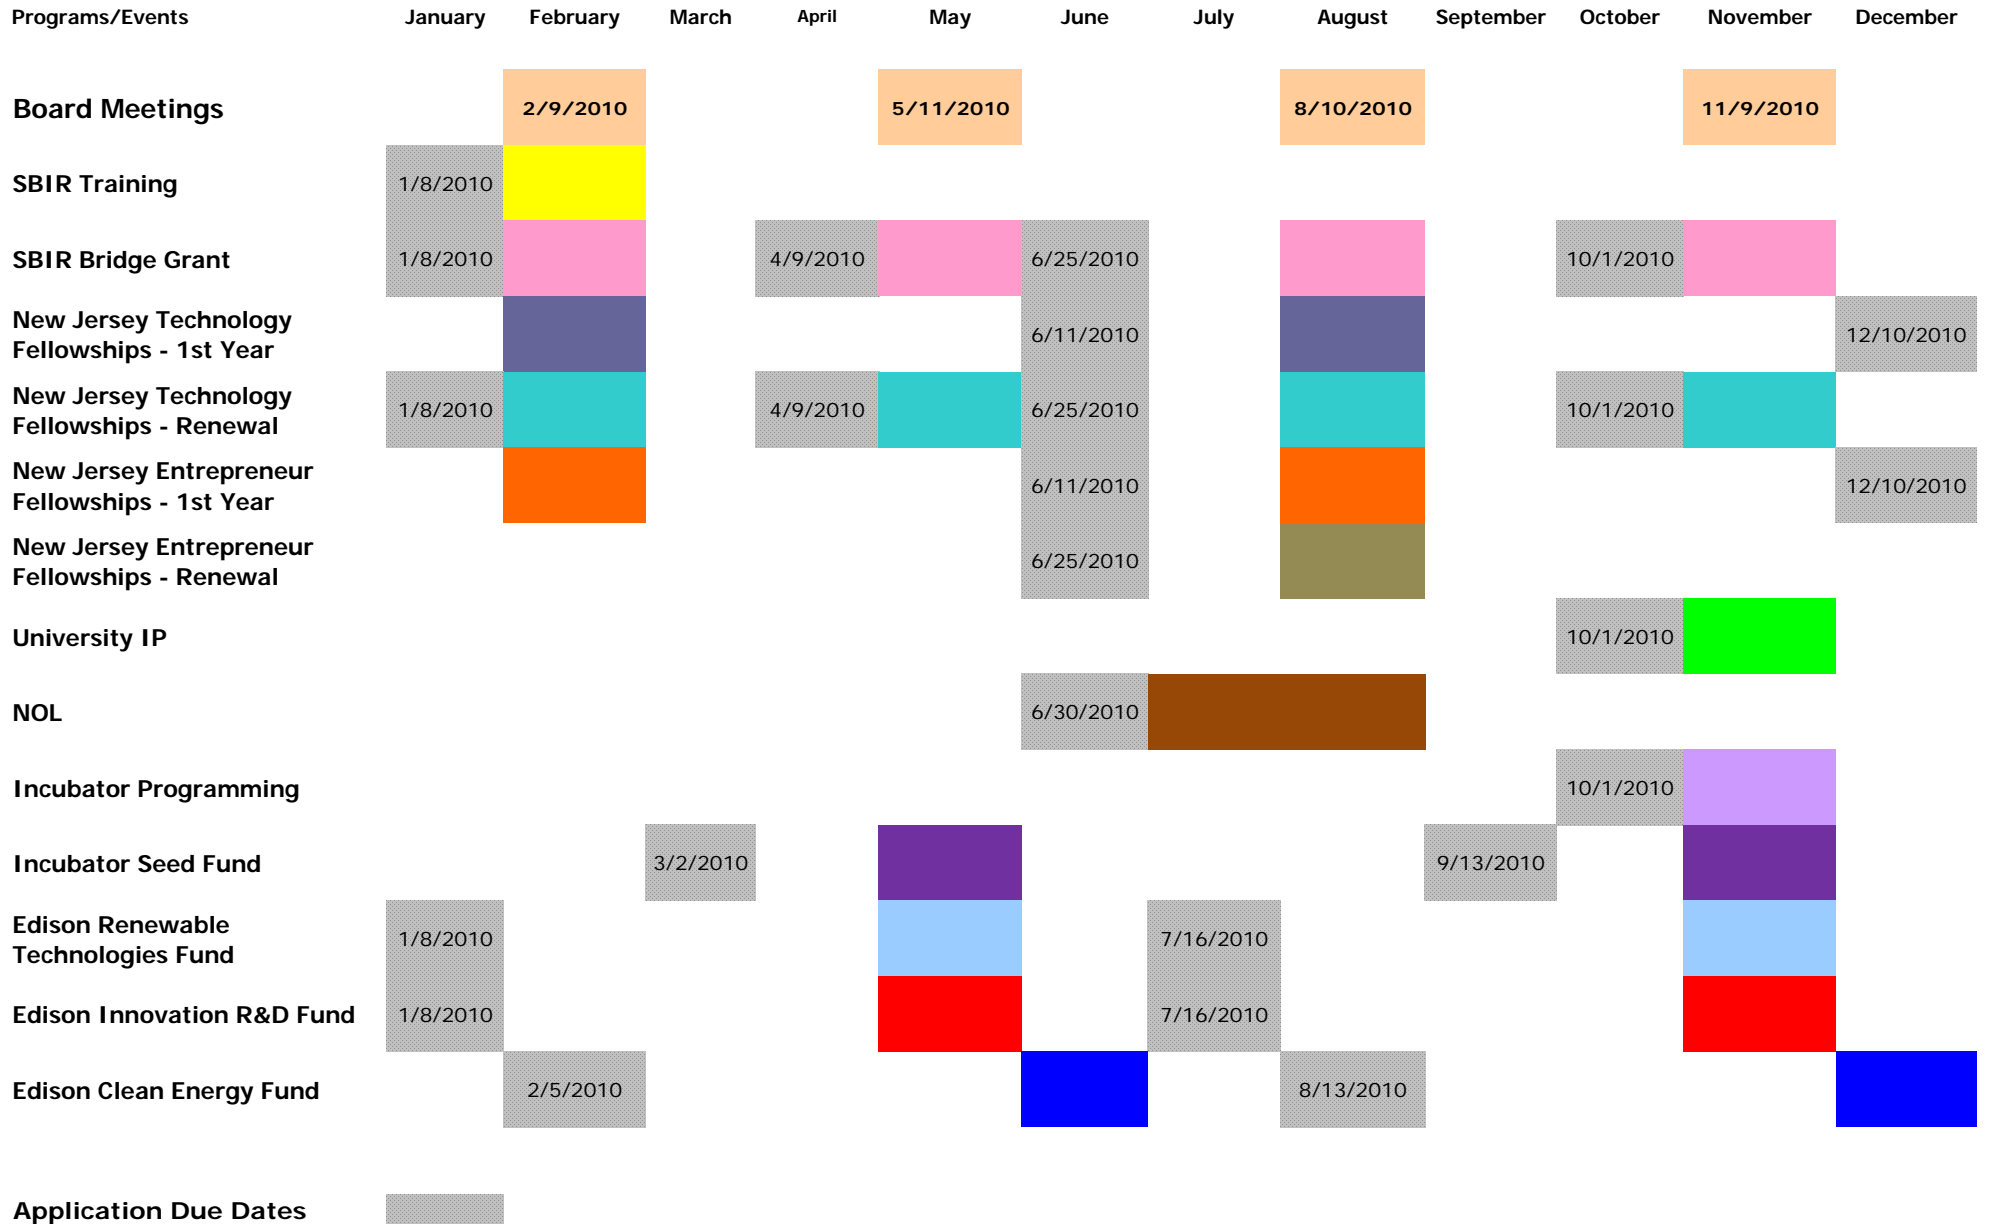 Programs/Events January February March April May June July August September October November December
Board Meetings 2/9/2010 5/11/2010 8/10/2010 11/9/2010
SBIR Training 1/8/2010
SBIR Bridge Grant 1/8/2010 4/9/2010 6/25/2010 10/1/2010
New Jersey Technology
Fellowships - 1st Year 6/11/2010 12/10/2010
New Jersey Technology
Fellowships - Renewal 1/8/2010 4/9/2010 6/25/2010 10/1/2010
New Jersey Entrepreneur
Fellowships - 1st Year 6/11/2010 12/10/2010
New Jersey Entrepreneur
Fellowships - Renewal 6/25/2010
University IP 10/1/2010
NOL 6/30/2010
Incubator Programming 10/1/2010
Incubator Seed Fund 3/2/2010 9/13/2010
Edison Renewable
Technologies Fund 1/8/2010 7/16/2010
Edison Innovation R&D Fund 1/8/2010 7/16/2010
Edison Clean Energy Fund 2/5/2010 8/13/2010
Application Due Dates